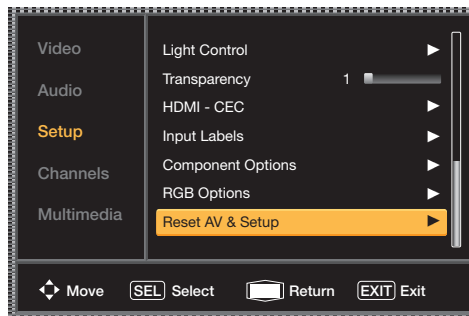 Video
Audio
Setup
Channels
Multimedia
Light Control
Transparency 1
HDMI - CEC
Input Labels
Component Options
RGB Options
Reset AV & Setup
Move SEL Select Return EXIT Exit